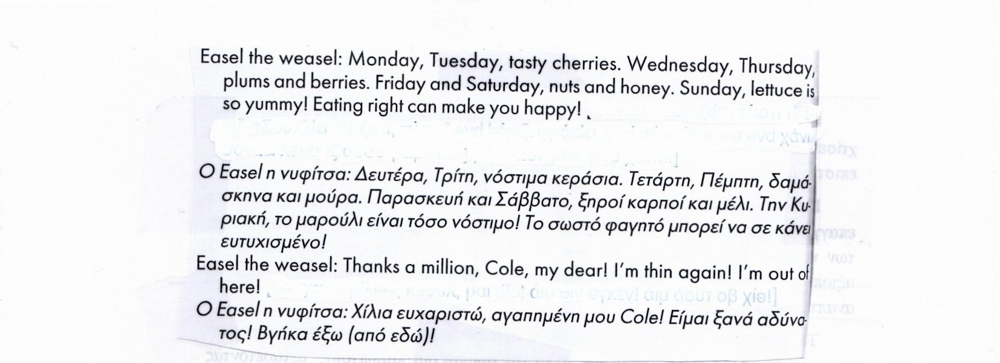 Easel the weasel: Monday, Tuesday, tasty cherries. Wednesday, Thursday,
plums and berries. Friday and Saturday, nuts and honey. Sunday, lettuce is
so yummy! Eating right can make you happy!
Ο Easel η νυφίτσα: Δευτέρα, Τρίτη, νόστιμα κεράσια. Τετάρτη, Πέμπτη, δαμά-
σκηνα και μούρα. Παρασκευή και Σάββατο, ξηροί καρποί και μέλι. Την Κυ-
ριακή, το μαρούλι είναι τόσο νόστιμο! Το σωστό φαγητό μπορεί να σε κάνει
ευτυχισμένο!
Easel the weasel: Thanks a million, Cole, my dear! I'm thin again! I'm out of
here!
Ο Easel η νυφίτσα: Χίλια ευχαριστώ, αγαπημένη μου Cole! Είμαι ξανά αδύνα-
τος! Βγήκα έξω (από εδώ)!